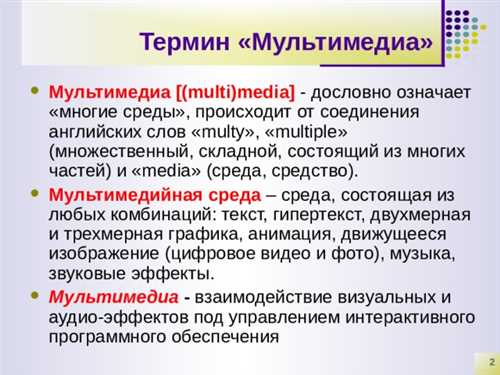 Термин «Мультимедиа»
Мультимедиа [(multi)media] - дословно означает
«многие среды», происходит от соединения
английских слов «multy», «multiple»
(множественный, складной, состоящий из многих
частей) и «media» (среда, средство).
Мультимедийная среда – среда, состоящая из
любых комбинаций: текст, гипертекст, двухмерная
и трехмерная графика, анимация, движущееся
изображение (цифровое видео и фото), музыка,
звуковые эффекты.
Мультимедиа - взаимодействие визуальных и
аудио-эффектов под управлением интерактивного
программного обеспечения
2